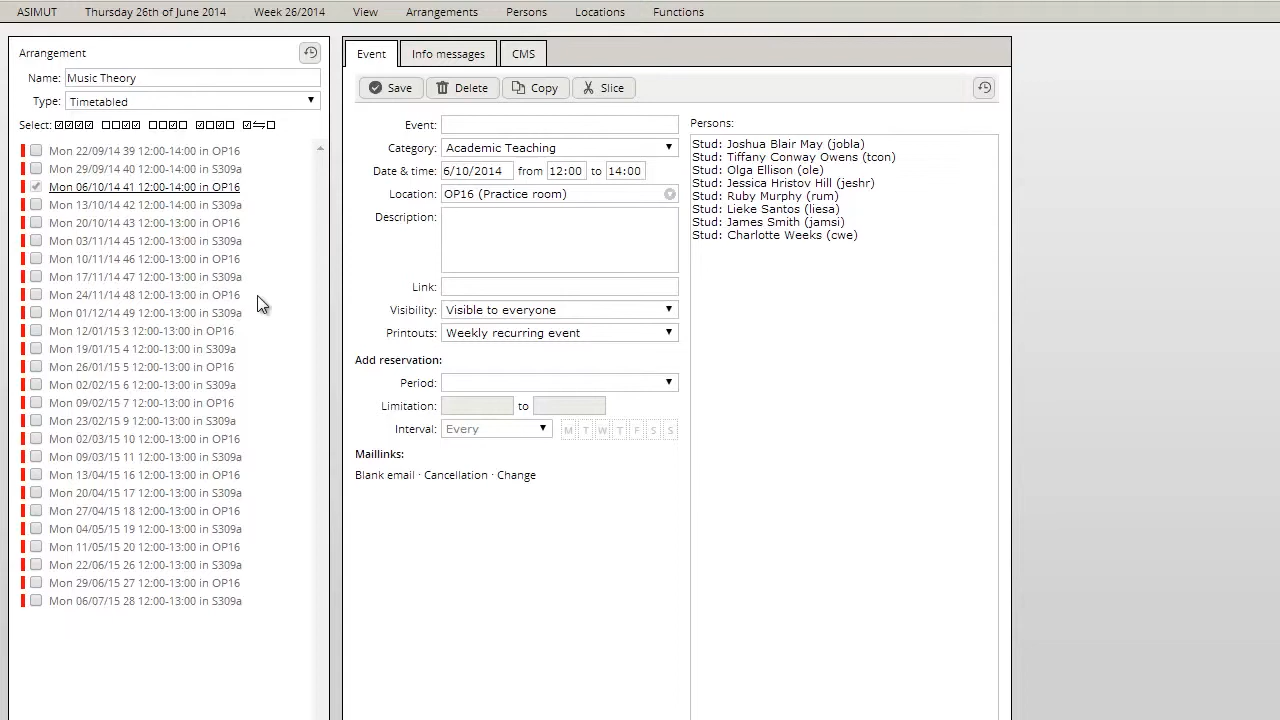 ASIMUT Thursday 26th of June 2014 Week 26/2014 View Arrangements Persons Locations Functions
Arrangement
Name: Music Theory
Type: Timetabled
Select:
Mon 22/09/14 39 12:00-14:00 in OP16
Mon 29/09/14 40 12:00-14:00 in S309a
Mon 06/10/14 41 12:00-14:00 in OP16
Mon 13/10/14 42 12:00-14:00 in S309a
Mon 20/10/14 43 12:00-13:00 in OP16
Mon 03/11/14 45 12:00-13:00 in S309a
Mon 10/11/14 46 12:00-13:00 in OP16
Mon 17/11/14 47 12:00-13:00 in S309a
Mon 24/11/14 48 12:00-13:00 in OP16
Mon 01/12/14 49 12:00-13:00 in S309a
Mon 12/01/15 3 12:00-13:00 in OP16
Mon 19/01/15 4 12:00-13:00 in S309a
Mon 26/01/15 5 12:00-13:00 in OP16
Mon 02/02/15 6 12:00-13:00 in S309a
Mon 09/02/15 7 12:00-13:00 in OP16
Mon 23/02/15 9 12:00-13:00 in S309a
Mon 02/03/15 10 12:00-13:00 in OP16
Mon 09/03/15 11 12:00-13:00 in S309a
Mon 13/04/15 16 12:00-13:00 in OP16
Mon 20/04/15 17 12:00-13:00 in S309a
Mon 27/04/15 18 12:00-13:00 in OP16
Mon 04/05/15 19 12:00-13:00 in S309a
Mon 11/05/15 20 12:00-13:00 in OP16
Mon 22/06/15 26 12:00-13:00 in S309a
Mon 29/06/15 27 12:00-13:00 in OP16
Mon 06/07/15 28 12:00-13:00 in S309a
Event Info messages CMS
Save Delete Copy Slice
Event:
Category: Academic Teaching
Date & time: 6/10/2014 from 12:00 to 14:00
Location: OP16 (Practice room)
Description:
Link:
Visibility: Visible to everyone
Printouts: Weekly recurring event
Add reservation:
Period:
Limitation: to
Interval: Every M T W T F S S
Maillinks:
Blank email · Cancellation · Change
Persons:
Stud: Joshua Blair May (jobla)
Stud: Tiffany Conway Owens (tcon)
Stud: Olga Ellison (ole)
Stud: Jessica Hristov Hill (jeshr)
Stud: Ruby Murphy (rum)
Stud: Lieke Santos (liesa)
Stud: James Smith (jamsi)
Stud: Charlotte Weeks (cwe)